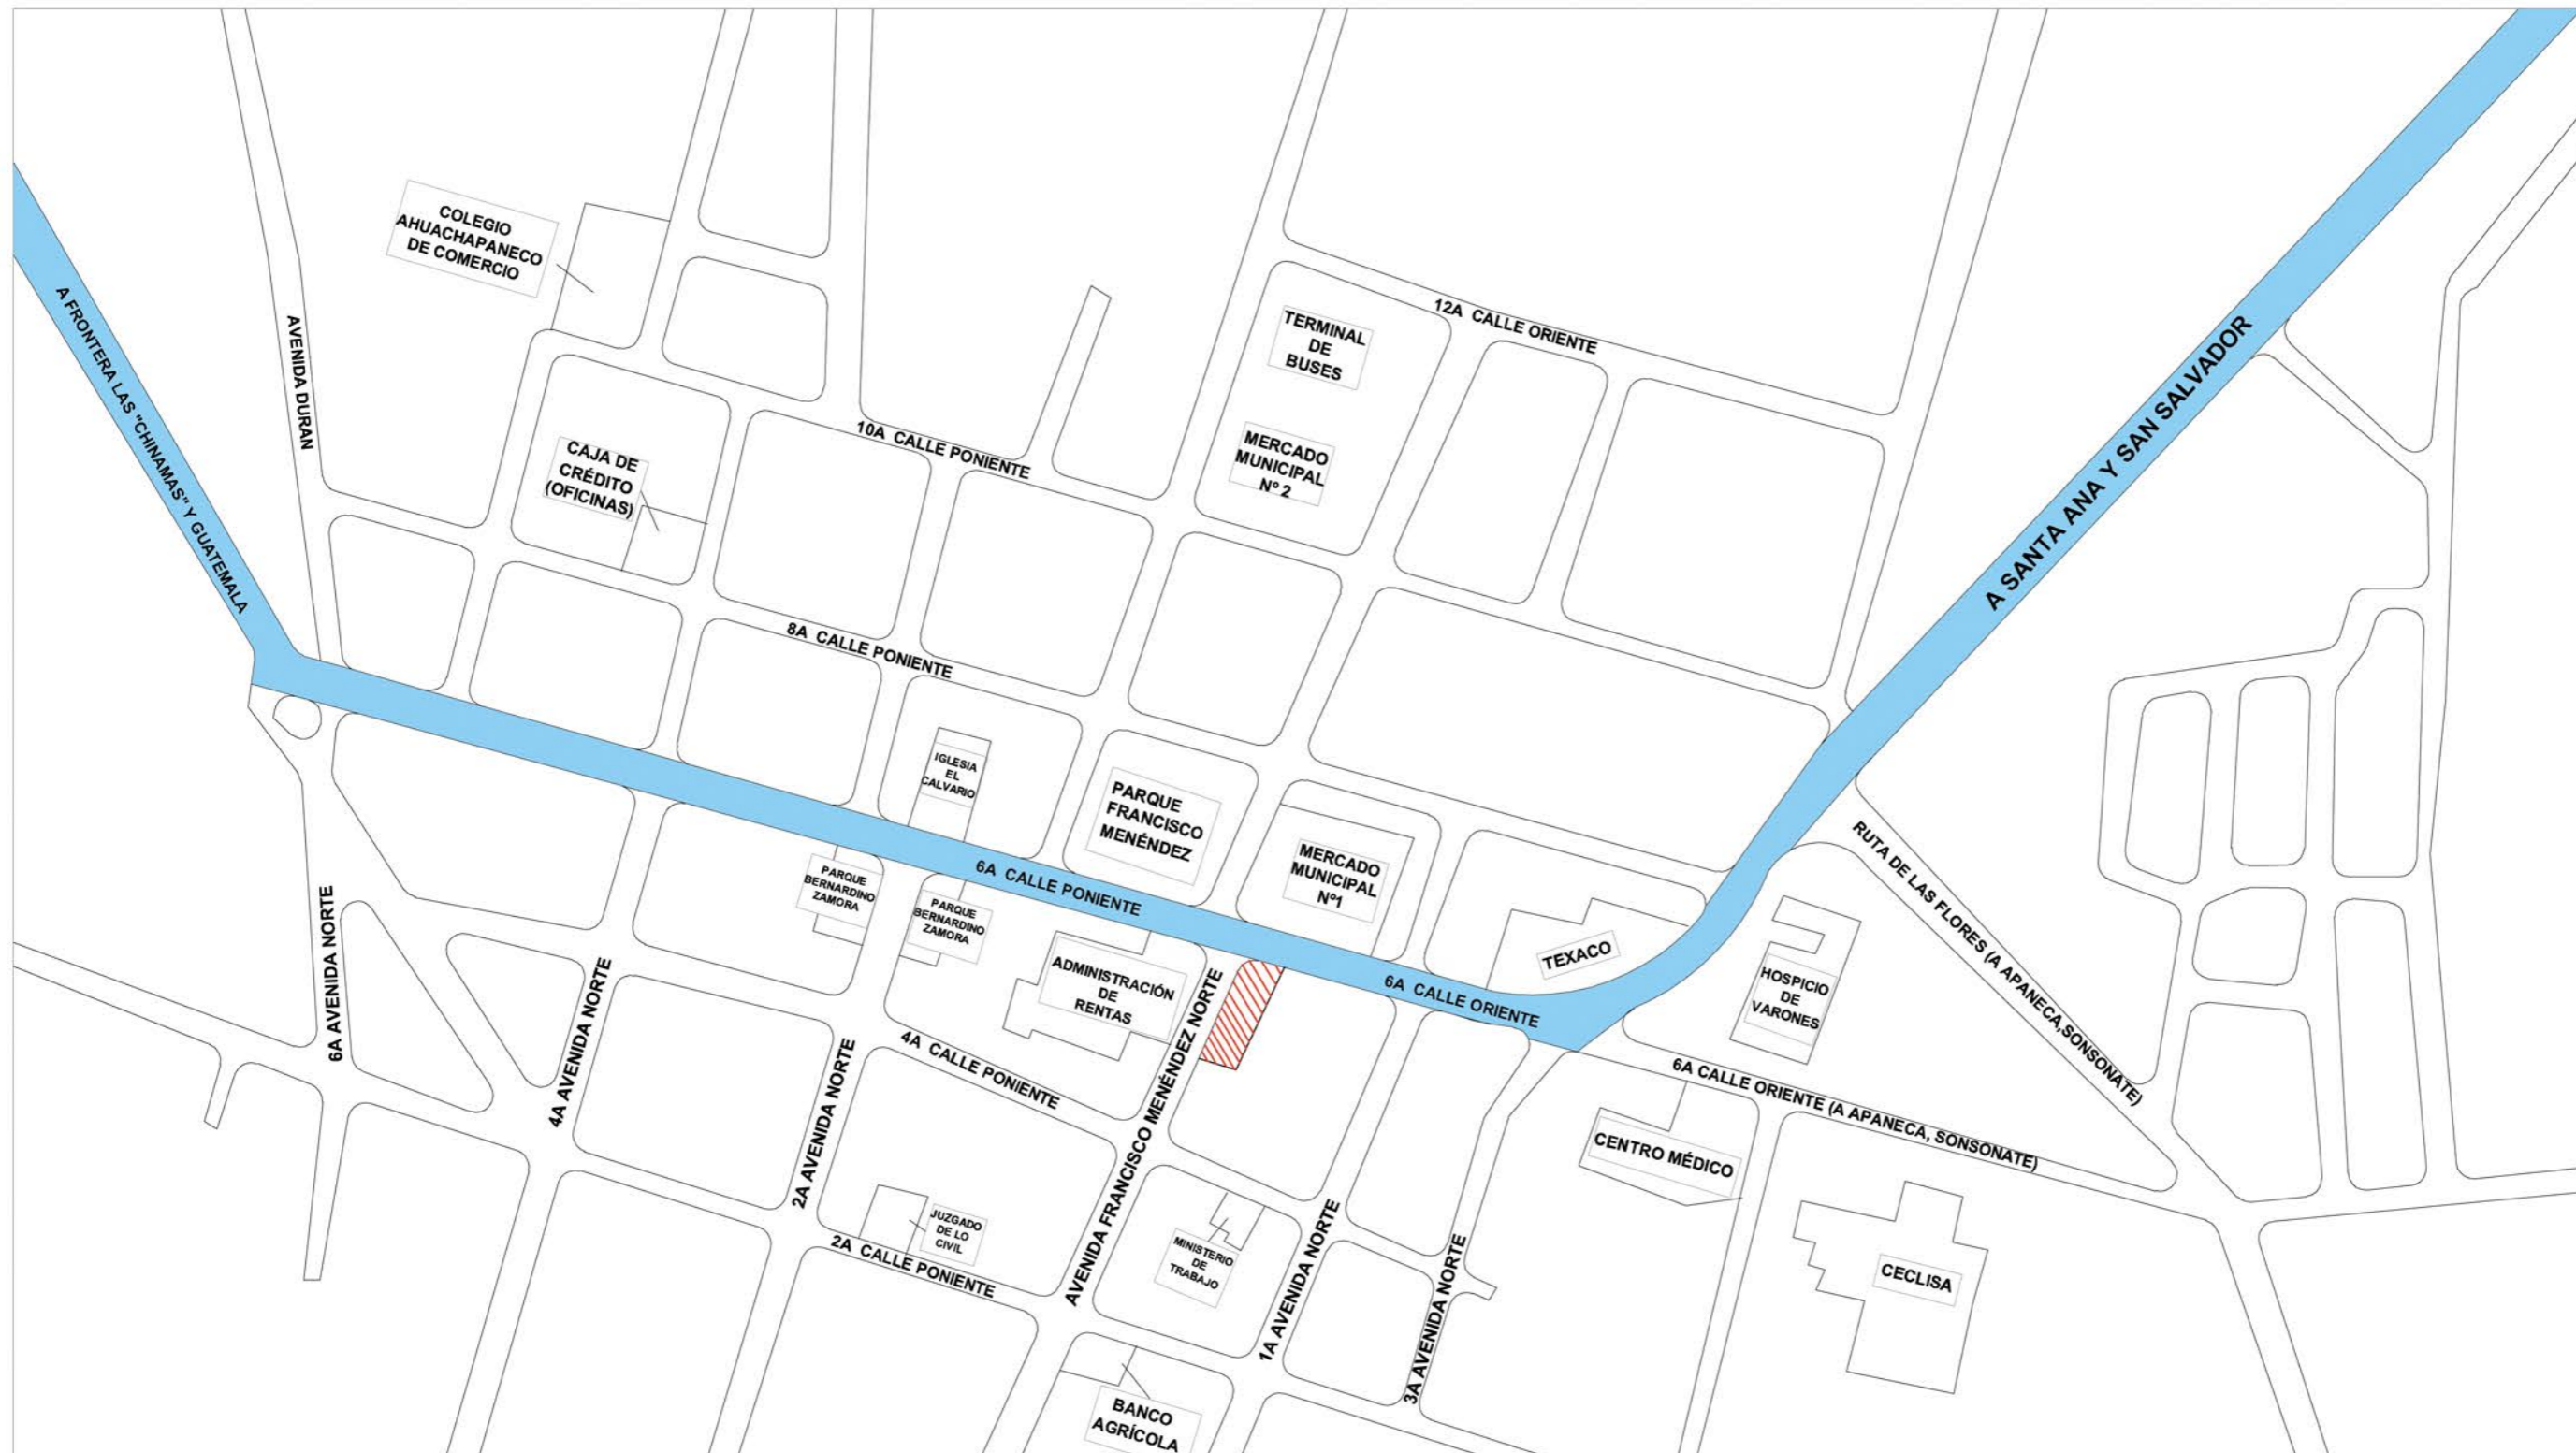 COLEGIO
AHUACHAPANECO
DE COMERCIO
A FRONTERA LAS "CHINAMAS" Y GUATEMALA
AVENIDA DURAN
TERMINAL
DE
BUSES
12A CALLE ORIENTE
A SANTA ANA Y SAN SALVADOR
CAJA DE
CRÉDITO
(OFICINAS)
10A CALLE PONIENTE
MERCADO
MUNICIPAL
Nº 2
8A CALLE PONIENTE
IGLESIA
EL
CALVARIO
PARQUE
FRANCISCO
MENÉNDEZ
MERCADO
MUNICIPAL
Nº1
RUTA DE LAS FLORES (A APANECA,SONSONATE)
6A CALLE PONIENTE
PARQUE
BERNARDINO
ZAMORA
PARQUE
BERNARDINO
ZAMORA
6A AVENIDA NORTE
4A AVENIDA NORTE
ADMINISTRACIÓN
DE
RENTAS
TEXACO
6A CALLE ORIENTE
HOSPICIO
DE
VARONES
2A AVENIDA NORTE
4A CALLE PONIENTE
AVENIDA FRANCISCO MENÉNDEZ NORTE
6A CALLE ORIENTE (A APANECA, SONSONATE)
CENTRO MÉDICO
JUZGADO
DE LO
CIVIL
2A CALLE PONIENTE
MINISTERIO
DE
TRABAJO
1A AVENIDA NORTE
3A AVENIDA NORTE
CECLISA
BANCO
AGRÍCOLA